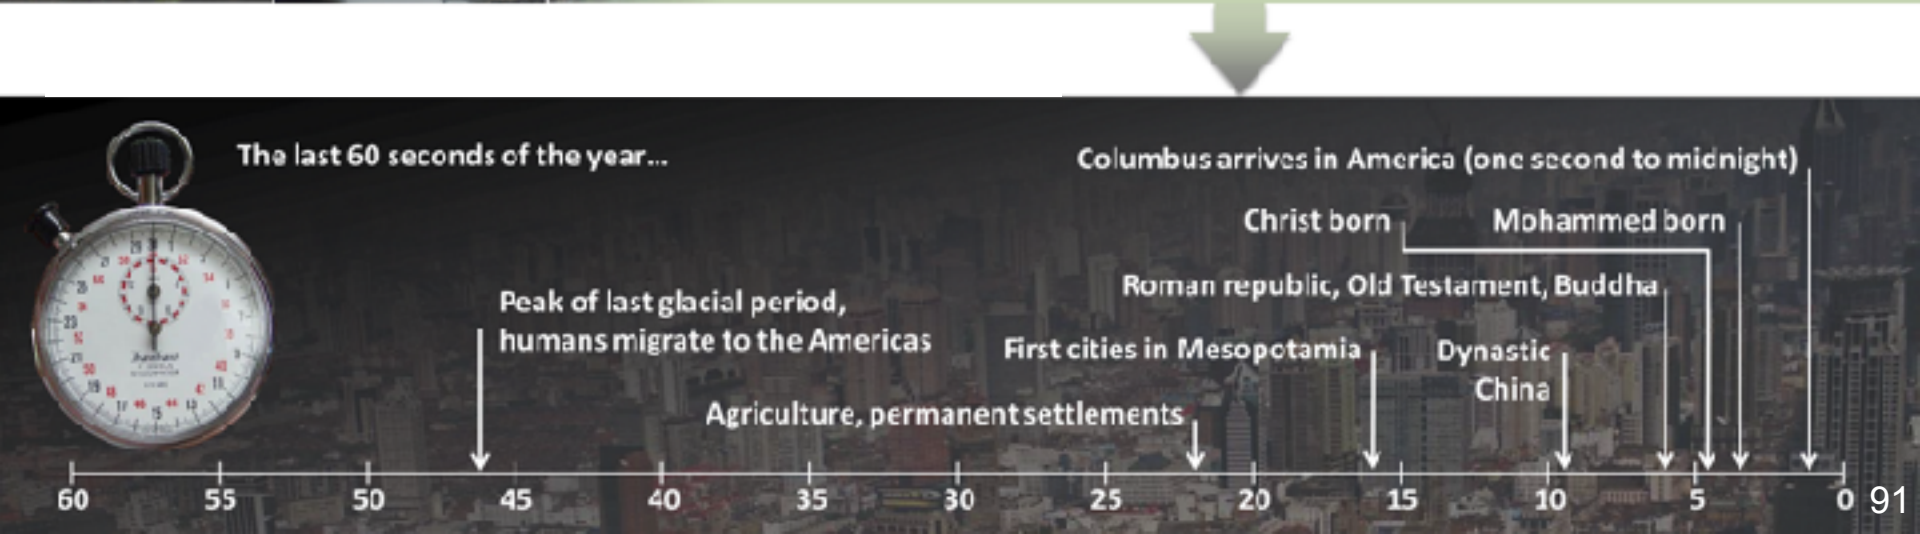 The last 60 seconds of the year...
Columbus arrives in America (one second to midnight)
Christ born
Mohammed born
Roman republic, Old Testament, Buddha
Peak of last glacial period,
humans migrate to the Americas
First cities in Mesopotamia
Dynastic
China
Agriculture, permanent settlements
60 55 50 45 40 35 30 25 20 15 10 5 0
91